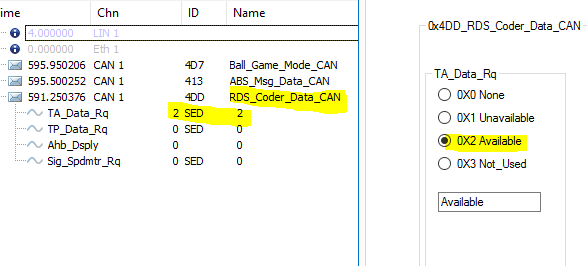 ime Chn ID Name
4.000000 LIN 1
0.000000 Eth 1
595.950206 CAN 1 4D7 Ball_Game_Mode_CAN
595.500252 CAN 1 413 ABS_Msg_Data_CAN
591.250376 CAN 1 4DD RDS_Coder_Data_CAN
TA_Data_Rq 2 SED 2
TP_Data_Rq 0 SED 0
Ahb_Dsply 0 0
Sig_Spdmtr_Rq 0 SED 0
0x4DD_RDS_Coder_Data_CAN
TA_Data_Rq
0X0 None
0X1 Unavailable
0X2 Available
0X3 Not_Used
Available